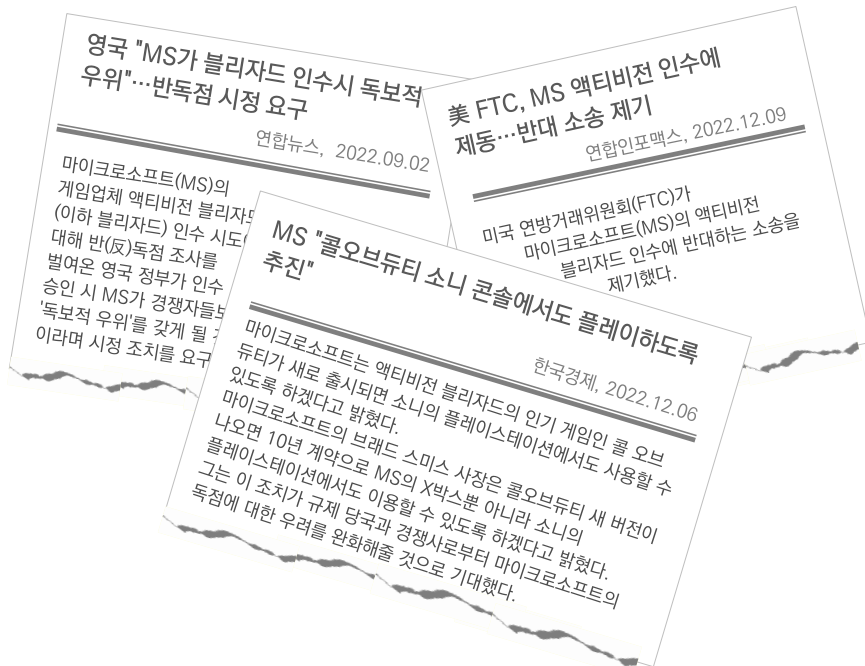 영국 "MS가 블리자드 인수시 독보적
우위"…반독점 시정 요구
연합뉴스, 2022.09.02
마이크로소프트(MS)의
게임업체 액티비전 블리자드
(이하 블리자드) 인수 시도
대해 반(反)독점 조사를
벌여온 영국 정부가 인수
승인 시 MS가 경쟁자들보
'독보적 우위'를 갖게 될
이라며 시정 조치를 요구
美 FTC, MS 액티비전 인수에
제동…반대 소송 제기
연합인포맥스, 2022.12.09
미국 연방거래위원회(FTC)가
마이크로소프트(MS)의 액티비전
블리자드 인수에 반대하는 소송을
제기했다.
MS "콜오브듀티 소니 콘솔에서도 플레이하도록
추진"
한국경제, 2022.12.06
마이크로소프트는 액티비전 블리자드의 인기 게임인 콜 오브
듀티가 새로 출시되면 소니의 플레이스테이션에서도 사용할 수
있도록 하겠다고 밝혔다.
마이크로소프트의 브래드 스미스 사장은 콜오브듀티 새 버전이
나오면 10년 계약으로 MS의 X박스뿐 아니라 소니의
플레이스테이션에서도 이용할 수 있도록 하겠다고 밝혔다.
그는 이 조치가 규제 당국과 경쟁사로부터 마이크로소프트의
독점에 대한 우려를 완화해줄 것으로 기대했다.